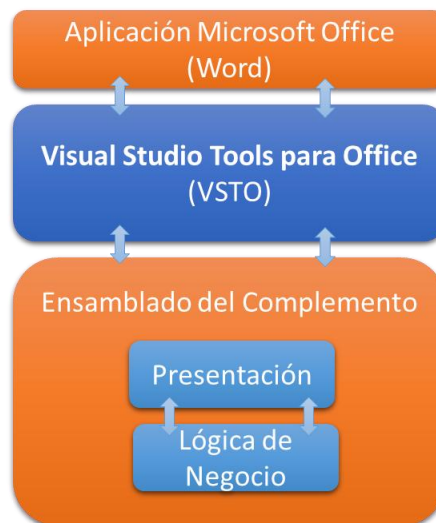 Aplicación Microsoft Office
(Word)
Visual Studio Tools para Office
(VSTO)
Ensamblado del Complemento
Presentación
Lógica de
Negocio